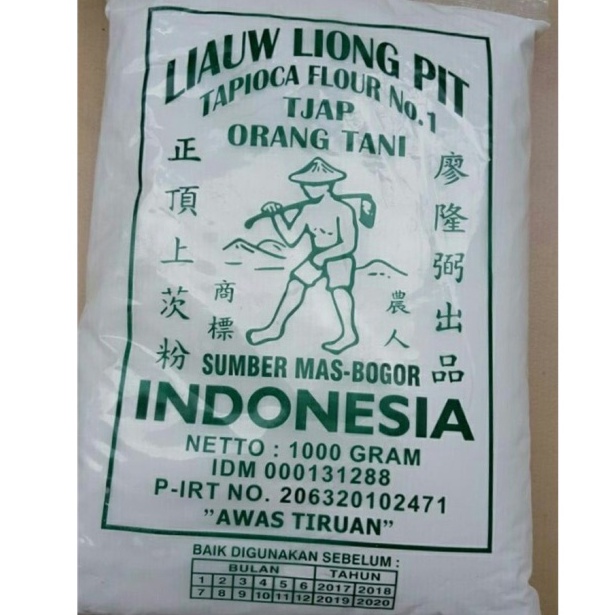 LIAUW LIONG PIT
TAPIOCA FLOUR No.1
TJAP
ORANG TANI
正頂上茨粉
廖隆弼出品
商標
農人
SUMBER MAS-BOGOR
INDONESIA
NETTO : 1000 GRAM
IDM 000131288
P-IRT NO. 206320102471
"AWAS TIRUAN"
BAIK DIGUNAKAN SEBELUM :
BULAN TAHUN
1 2 3 4 5 6 2017 2018
7 8 9 10 11 12 2019 2020